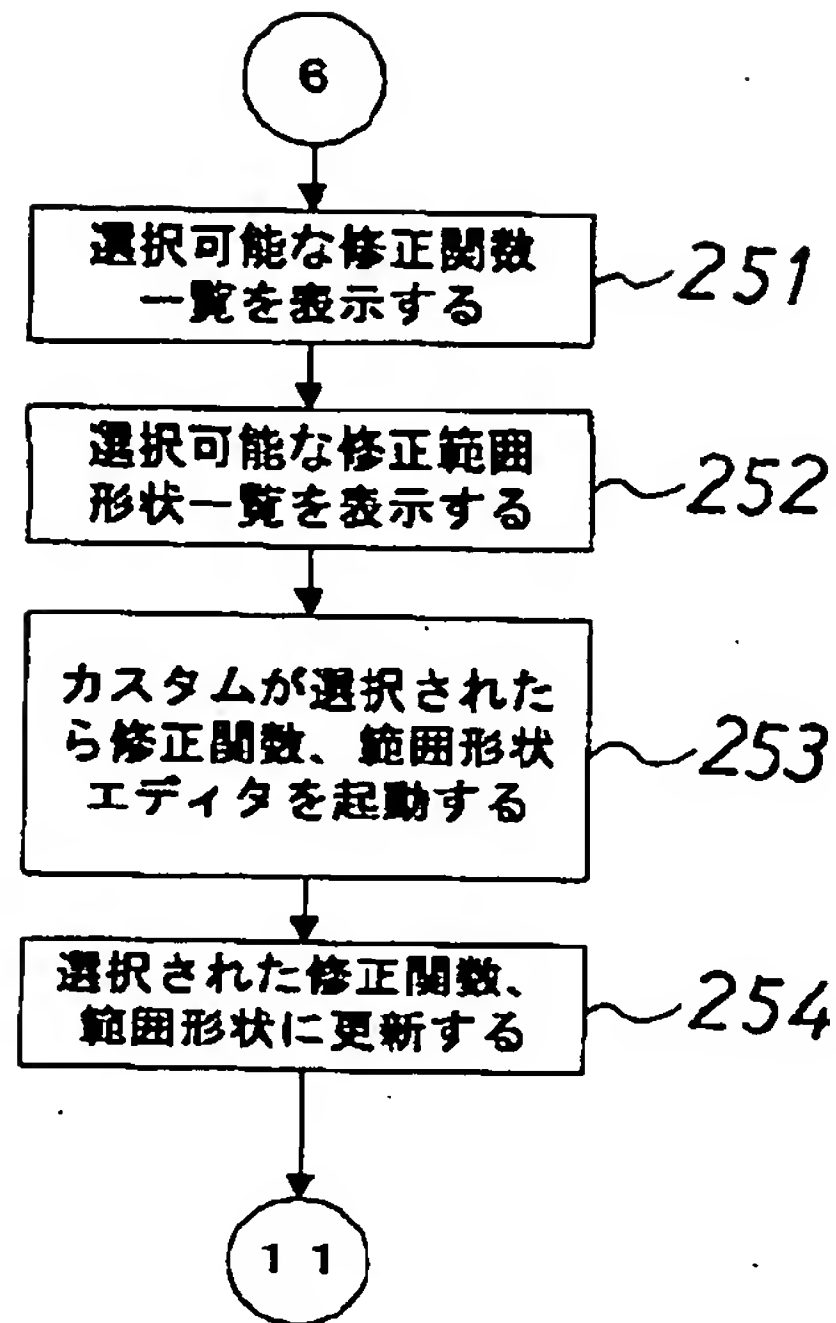 6
選択可能な修正関数
一覧を表示する
251
選択可能な修正範囲
形状一覧を表示する
252
カスタムが選択された
ら修正関数、範囲形状
エディタを起動する
253
選択された修正関数、
範囲形状に更新する
254
11